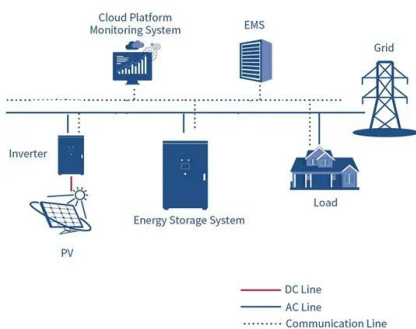 Cloud Platform
Monitoring System
EMS
Grid
Inverter
Energy Storage System
Load
PV
DC Line
AC Line
Communication Line